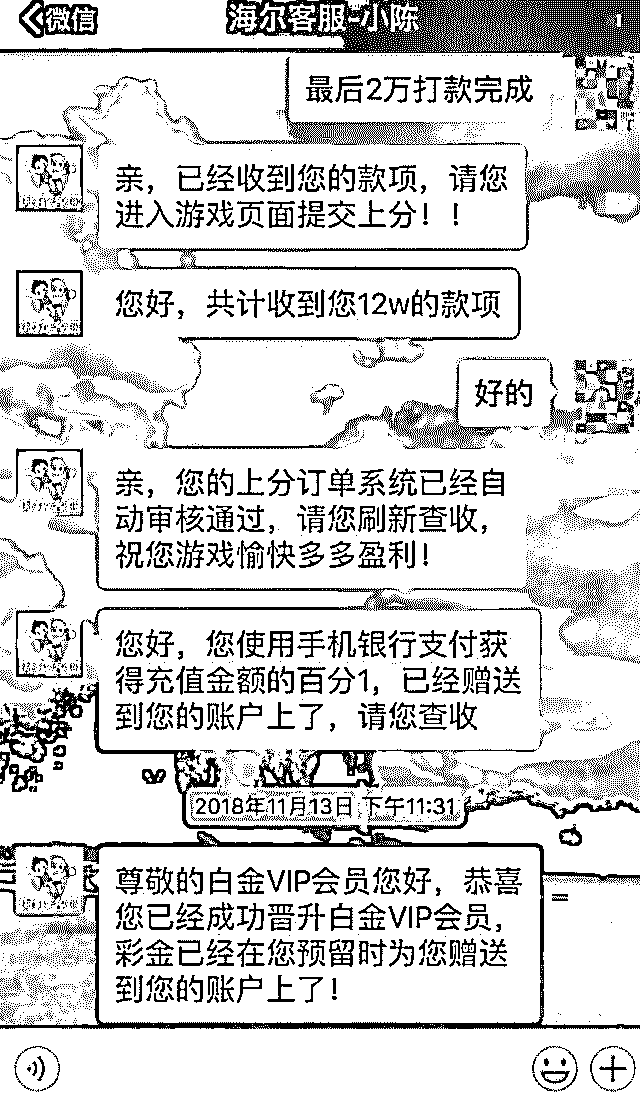 微信
海尔客服-小陈
最后2万打款完成
亲，已经收到您的款项，请您
进入游戏页面提交上分！！
您好，共计收到您12w的款项
好的
亲，您的上分订单系统已经自
动审核通过，请您刷新查收，
祝您游戏愉快多多盈利！
您好，您使用手机银行支付获
得充值金额的百分1，已经赠送
到您的账户上了，请您查收
2018年11月13日 下午11:31
尊敬的白金VIP会员您好，恭喜
您已经成功晋升白金VIP会员，
彩金已经在您预留时为您赠送
到您的账户上了！